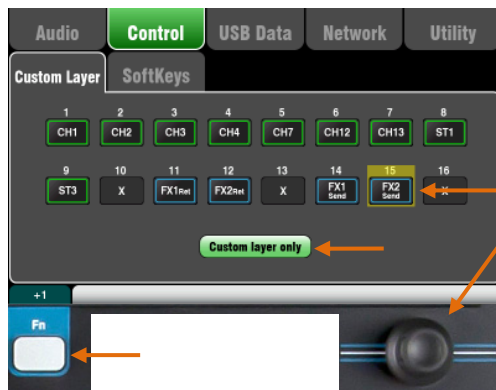 Audio Control USB Data Network Utility
Custom Layer SoftKeys
1 2 3 4 5 6 7 8
CH1 CH2 CH3 CH4 CH7 CH12 CH13 ST1
9 10 11 12 13 14 15 16
ST3 X FX1Ret FX2Ret X FX1 Send FX2 Send X
Custom layer only
+1
Fn